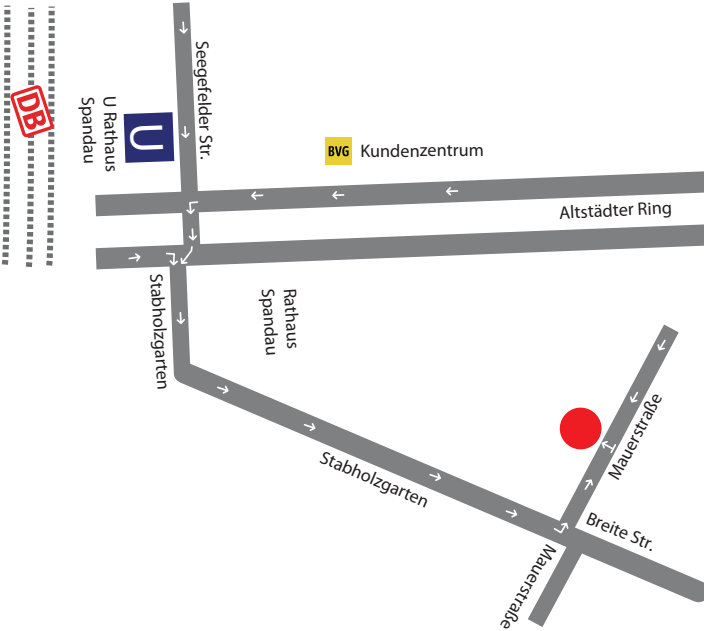 DB
U Rathaus
Spandau
U
Seegefelder Str.
BVG Kundenzentrum
Altstädter Ring
Stabholzgarten
Rathaus
Spandau
Stabholzgarten
Mauerstraße
Breite Str.
Mauerstraße